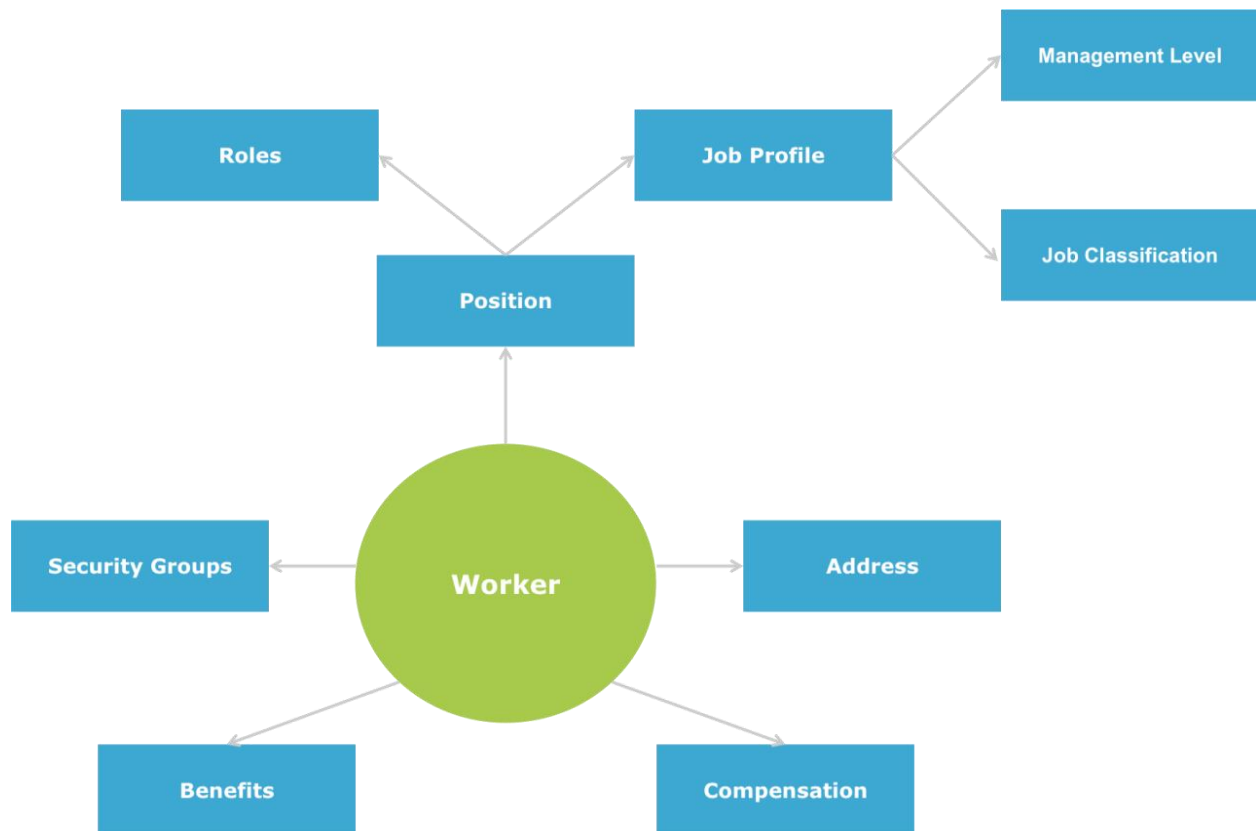 Management Level
Roles
Job Profile
Job Classification
Position
Security Groups
Worker
Address
Benefits
Compensation